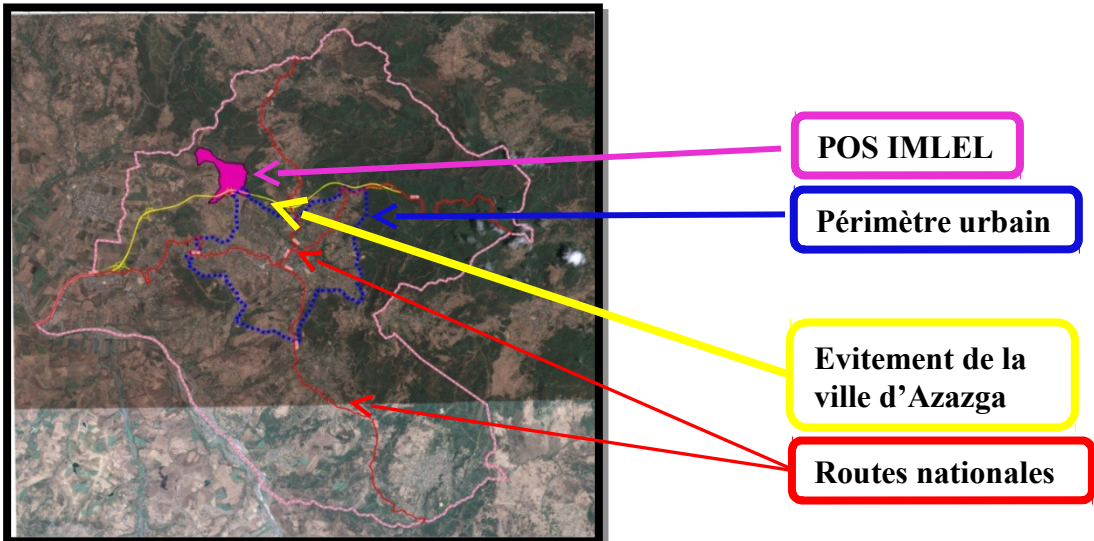 POS IMLEL
Périmètre urbain
Evitement de la
ville d’Azazga
Routes nationales